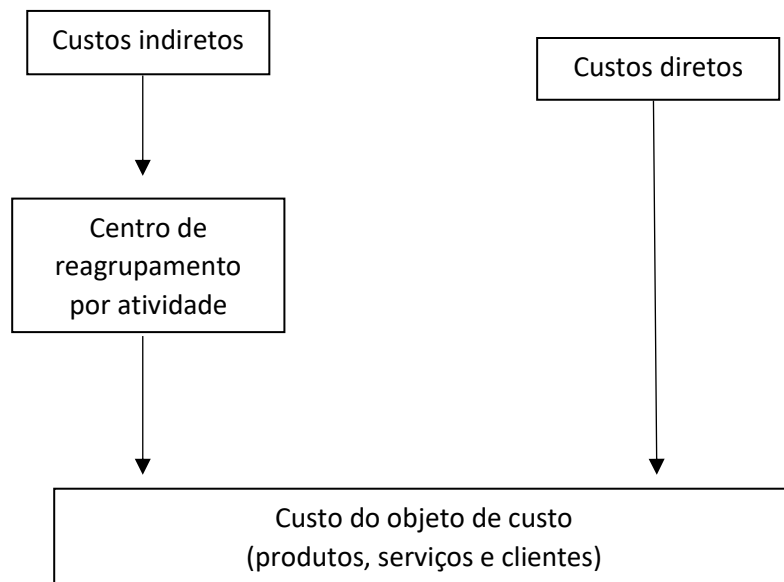 Custos indiretos
Custos diretos
Centro de
reagrupamento
por atividade
Custo do objeto de custo
(produtos, serviços e clientes)